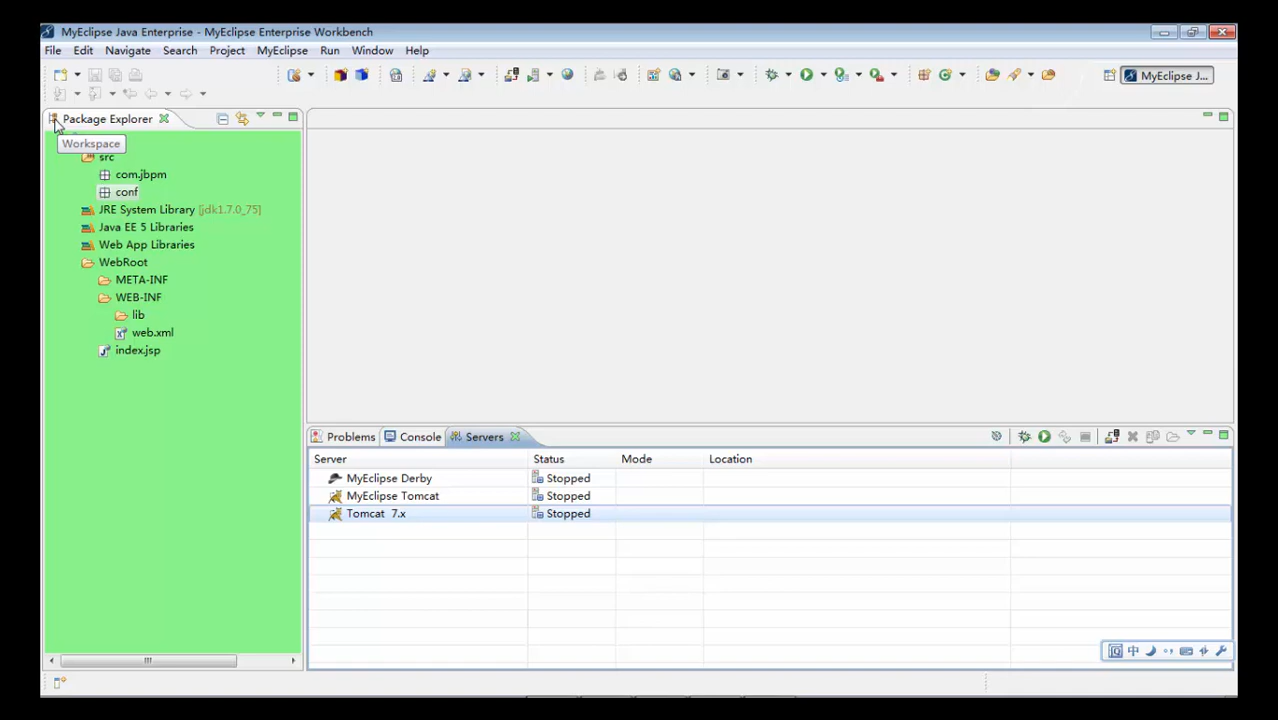 MyEclipse Java Enterprise - MyEclipse Enterprise Workbench
File Edit Navigate Search Project MyEclipse Run Window Help
MyEclipse J...
Package Explorer
Workspace
src
com.jbpm
conf
JRE System Library [jdk1.7.0_75]
Java EE 5 Libraries
Web App Libraries
WebRoot
META-INF
WEB-INF
lib
web.xml
index.jsp
Problems Console Servers
Server Status Mode Location
MyEclipse Derby Stopped
MyEclipse Tomcat Stopped
Tomcat 7.x Stopped
中